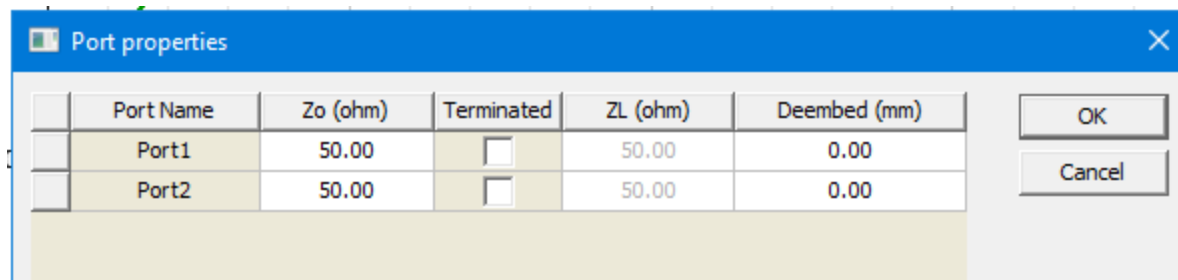 Port properties
Port Name Zo (ohm) Terminated ZL (ohm) Deembed (mm)
Port1 50.00 50.00 0.00
Port2 50.00 50.00 0.00
OK
Cancel